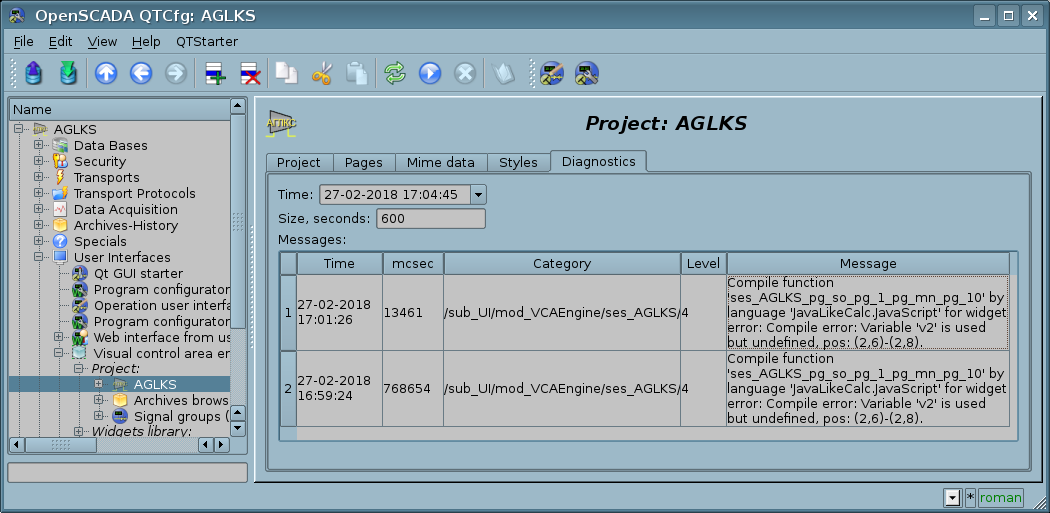 OpenSCADA QTCfg: AGLKS
File Edit View Help QTStarter
Name
AGLKS
Data Bases
Security
Transports
Transport Protocols
Data Acquisition
Archives-History
Specials
User Interfaces
Qt GUI starter
Program configurator
Operation user interfa
Program configurator
Web interface from us
Visual control area en
Project:
AGLKS
Archives brows
Signal groups (
Widgets library:
АГЛКС
Project: AGLKS
Project Pages Mime data Styles Diagnostics
Time: 27-02-2018 17:04:45
Size, seconds: 600
Messages:
Time mcsec Category Level Message
1 27-02-2018 17:01:26 13461 /sub_UI/mod_VCAEngine/ses_AGLKS/ 4
Compile function
'ses_AGLKS_pg_so_pg_1_pg_mn_pg_10' by
language 'JavaLikeCalc.JavaScript' for widget
error: Compile error: Variable 'v2' is used
but undefined, pos: (2,6)-(2,8).
2 27-02-2018 16:59:24 768654 /sub_UI/mod_VCAEngine/ses_AGLKS/ 4
Compile function
'ses_AGLKS_pg_so_pg_1_pg_mn_pg_10' by
language 'JavaLikeCalc.JavaScript' for widget
error: Compile error: Variable 'v2' is used
but undefined, pos: (2,6)-(2,8).
* roman